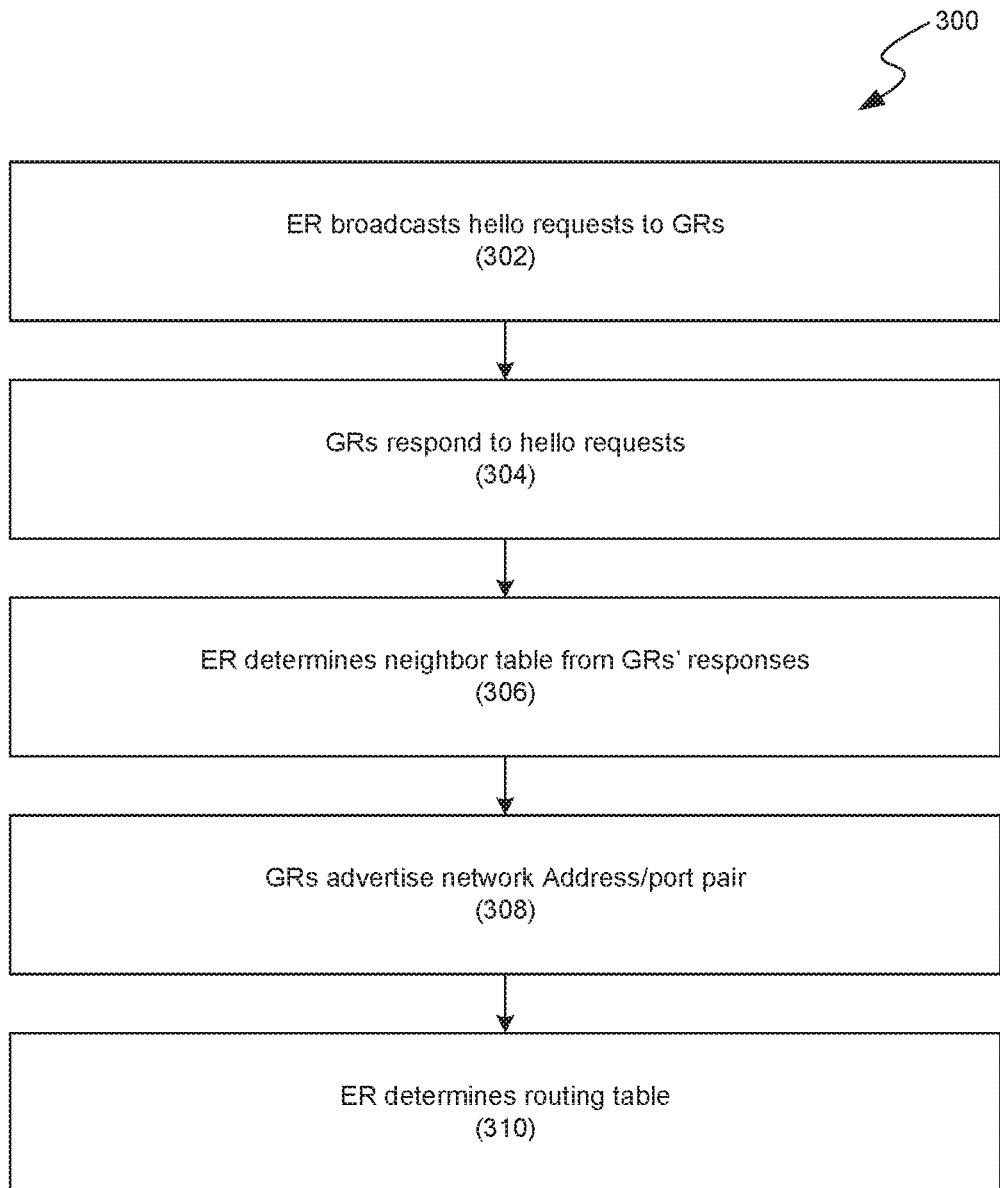 300
ER broadcasts hello requests to GRs
(302)
GRs respond to hello requests
(304)
ER determines neighbor table from GRs' responses
(306)
GRs advertise network Address/port pair
(308)
ER determines routing table
(310)